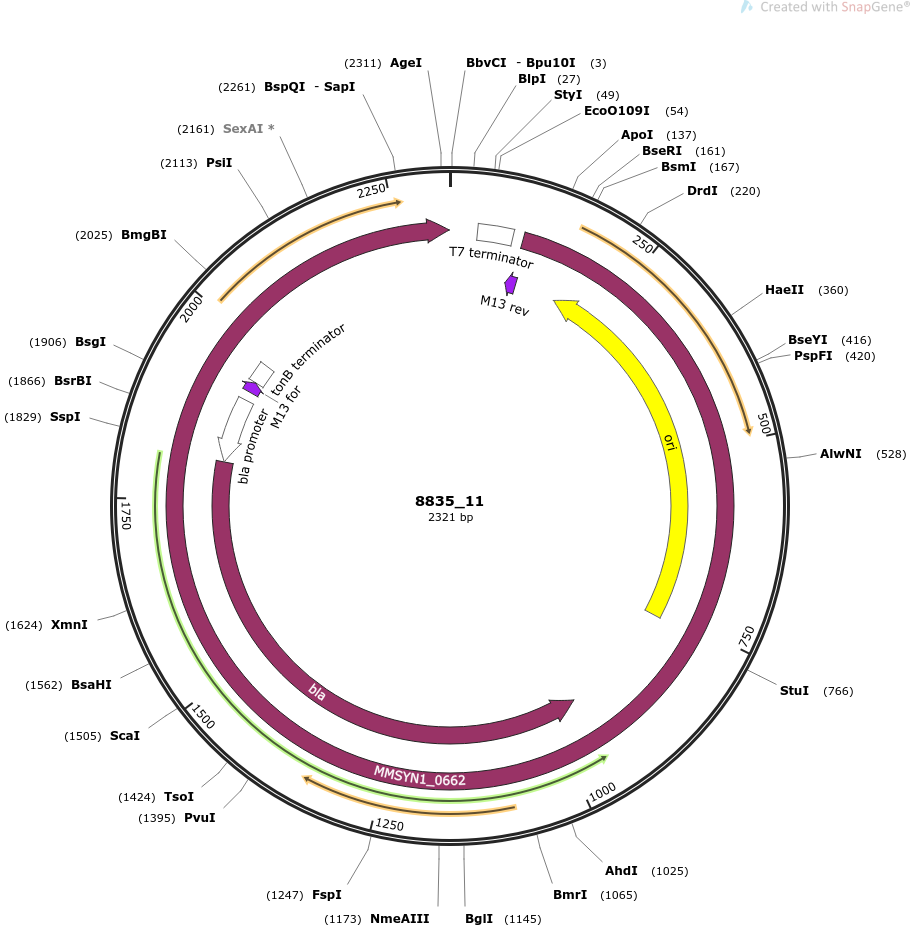 Created with SnapGene®
(2311) AgeI
BbvCI - Bpu10I (3)
(2261) BspQI - SapI
BlpI (27)
StyI (49)
EcoO109I (54)
(2161) SexAI *
ApoI (137)
(2113) PsiI
BseRI (161)
BsmI (167)
DrdI (220)
2250
(2025) BmgBI
250
T7 terminator
HaeII (360)
2000
M13 rev
(1906) BsgI
BseYI (416)
PspFI (420)
tonB terminator
(1866) BsrBI
M13 for
(1829) SspI
500
bla promoter
ori
AlwNI (528)
8835_11
2321 bp
1750
(1624) XmnI
750
(1562) BsaHI
bla
StuI (766)
1500
(1505) ScaI
MMSYN1_0662
(1424) TsoI
1000
(1395) PvuI
1250
AhdI (1025)
(1247) FspI
BmrI (1065)
(1173) NmeAIII
BglI (1145)